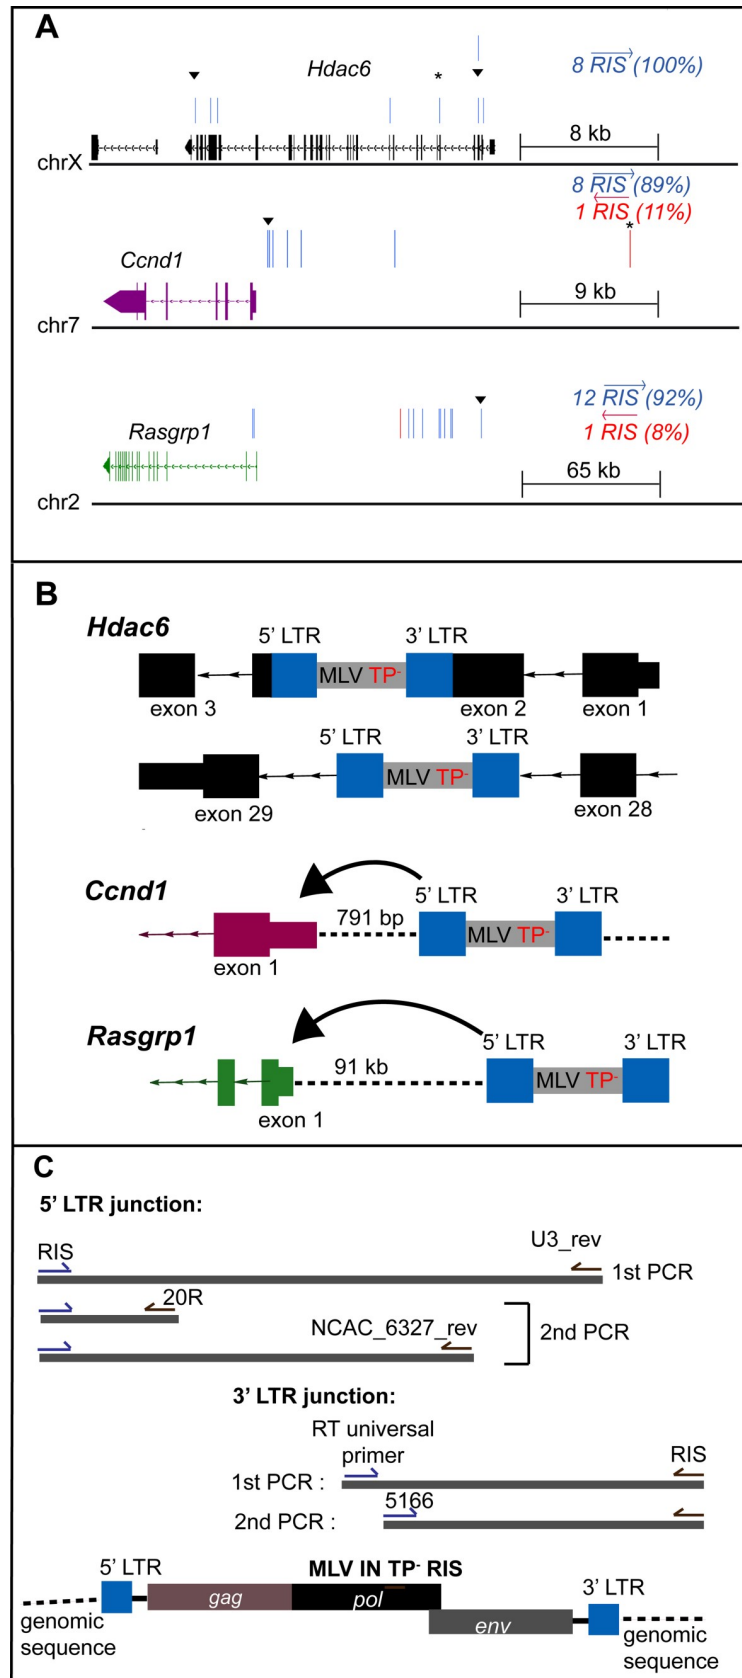 A
Hdac6
*
8 RIS (100%)
8 kb
chrX
8 RIS (89%)
1 RIS (11%)
*
Ccnd1
9 kb
chr7
12 RIS (92%)
1 RIS (8%)
Rasgrp1
65 kb
chr2
B
Hdac6
5’ LTR 3’ LTR
MLV TP-
exon 3 exon 2 exon 1
5’ LTR 3’ LTR
MLV TP-
exon 29 exon 28
Ccnd1
5’ LTR 3’ LTR
791 bp
MLV TP-
exon 1
Rasgrp1
5’ LTR 3’ LTR
91 kb
MLV TP-
exon 1
C
5’ LTR junction:
RIS U3_rev
1st PCR
20R
NCAC_6327_rev
2nd PCR
3’ LTR junction:
RT universal
primer RIS
1st PCR :
5166
2nd PCR :
5’ LTR MLV IN TP- RIS 3’ LTR
gag pol
env
genomic
sequence
genomic
sequence